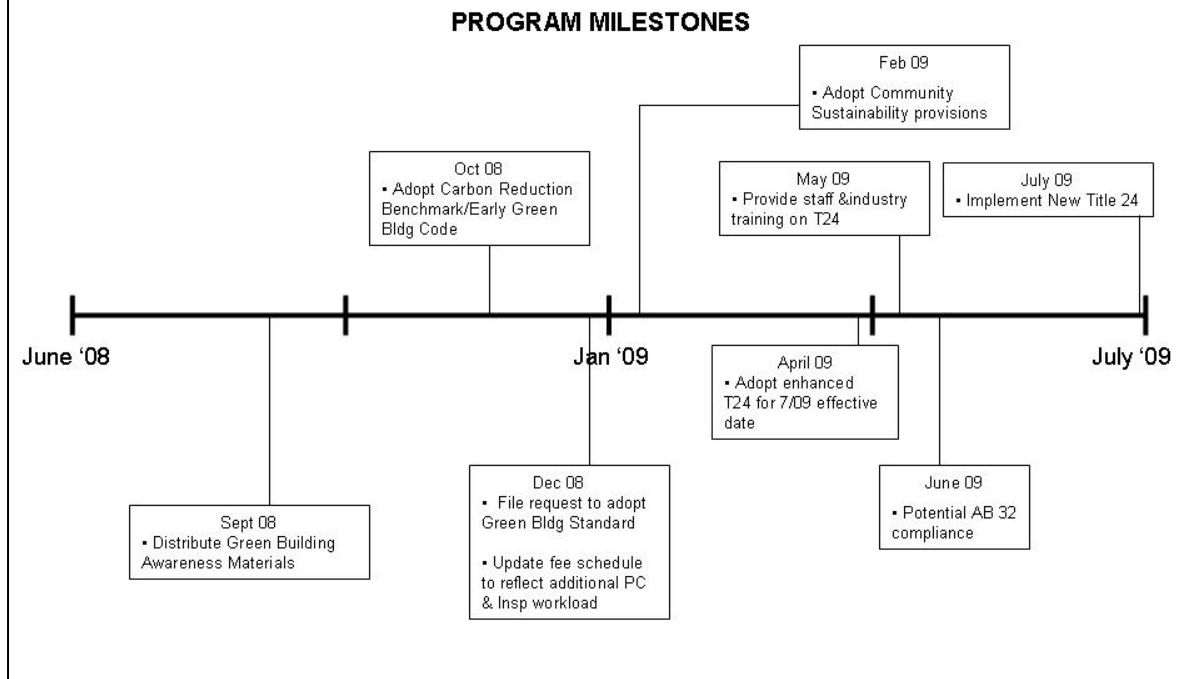 PROGRAM MILESTONES
Feb 09
▪ Adopt Community
Sustainability provisions
Oct 08
▪ Adopt Carbon Reduction
Benchmark/Early Green
Bldg Code
May 09
▪ Provide staff &industry
training on T24
July 09
▪ Implement New Title 24
June ‘08
Jan ‘09
July ‘09
April 09
▪ Adopt enhanced
T24 for 7/09 effective
date
Sept 08
▪ Distribute Green Building
Awareness Materials
Dec 08
▪ File request to adopt
Green Bldg Standard
▪ Update fee schedule
to reflect additional PC
& Insp workload
June 09
▪ Potential AB 32
compliance